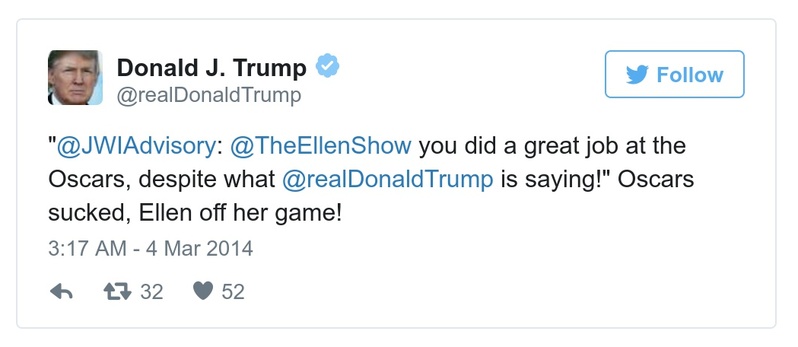 Donald J. Trump
@realDonaldTrump
Follow
"@JWIAdvisory: @TheEllenShow you did a great job at the
Oscars, despite what @realDonaldTrump is saying!" Oscars
sucked, Ellen off her game!
3:17 AM - 4 Mar 2014
32
52